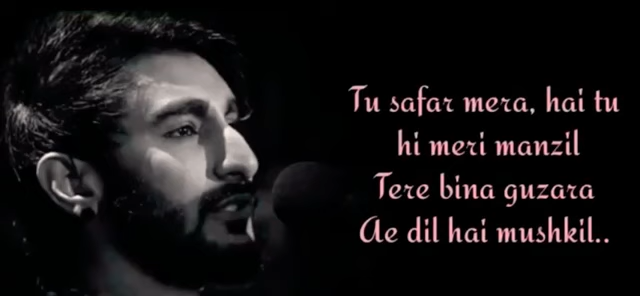 Tu safar mera, hai tu
hi meri manzil
Tere bina guzara
Ae dil hai mushkil..